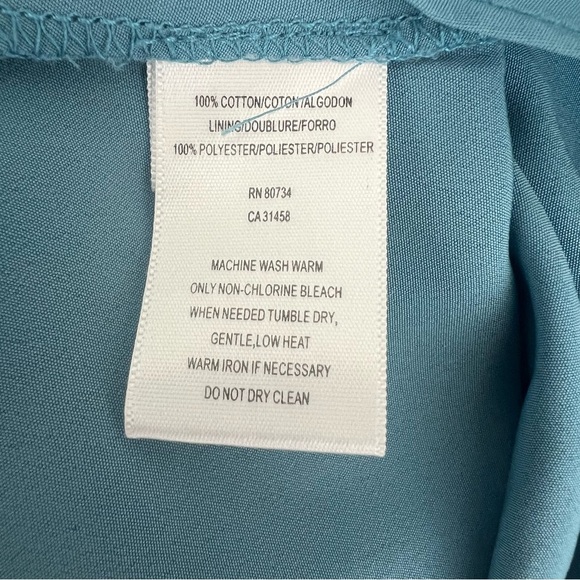 100% COTTON/COTON/ALGODON
LINING/DOUBLURE/FORRO
100% POLYESTER/POLIESTER/POLIESTER
RN 80734
CA 31458
MACHINE WASH WARM
ONLY NON-CHLORINE BLEACH
WHEN NEEDED TUMBLE DRY,
GENTLE,LOW HEAT
WARM IRON IF NECESSARY
DO NOT DRY CLEAN